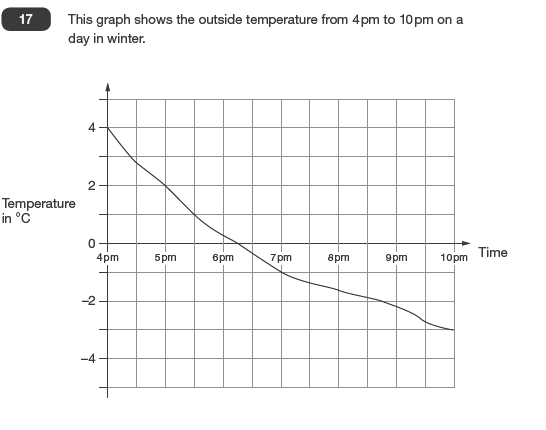 17
This graph shows the outside temperature from 4pm to 10pm on a
day in winter.
4
2
Temperature
in °C
0
4pm 5pm 6pm 7pm 8pm 9pm 10pm Time
–2
–4